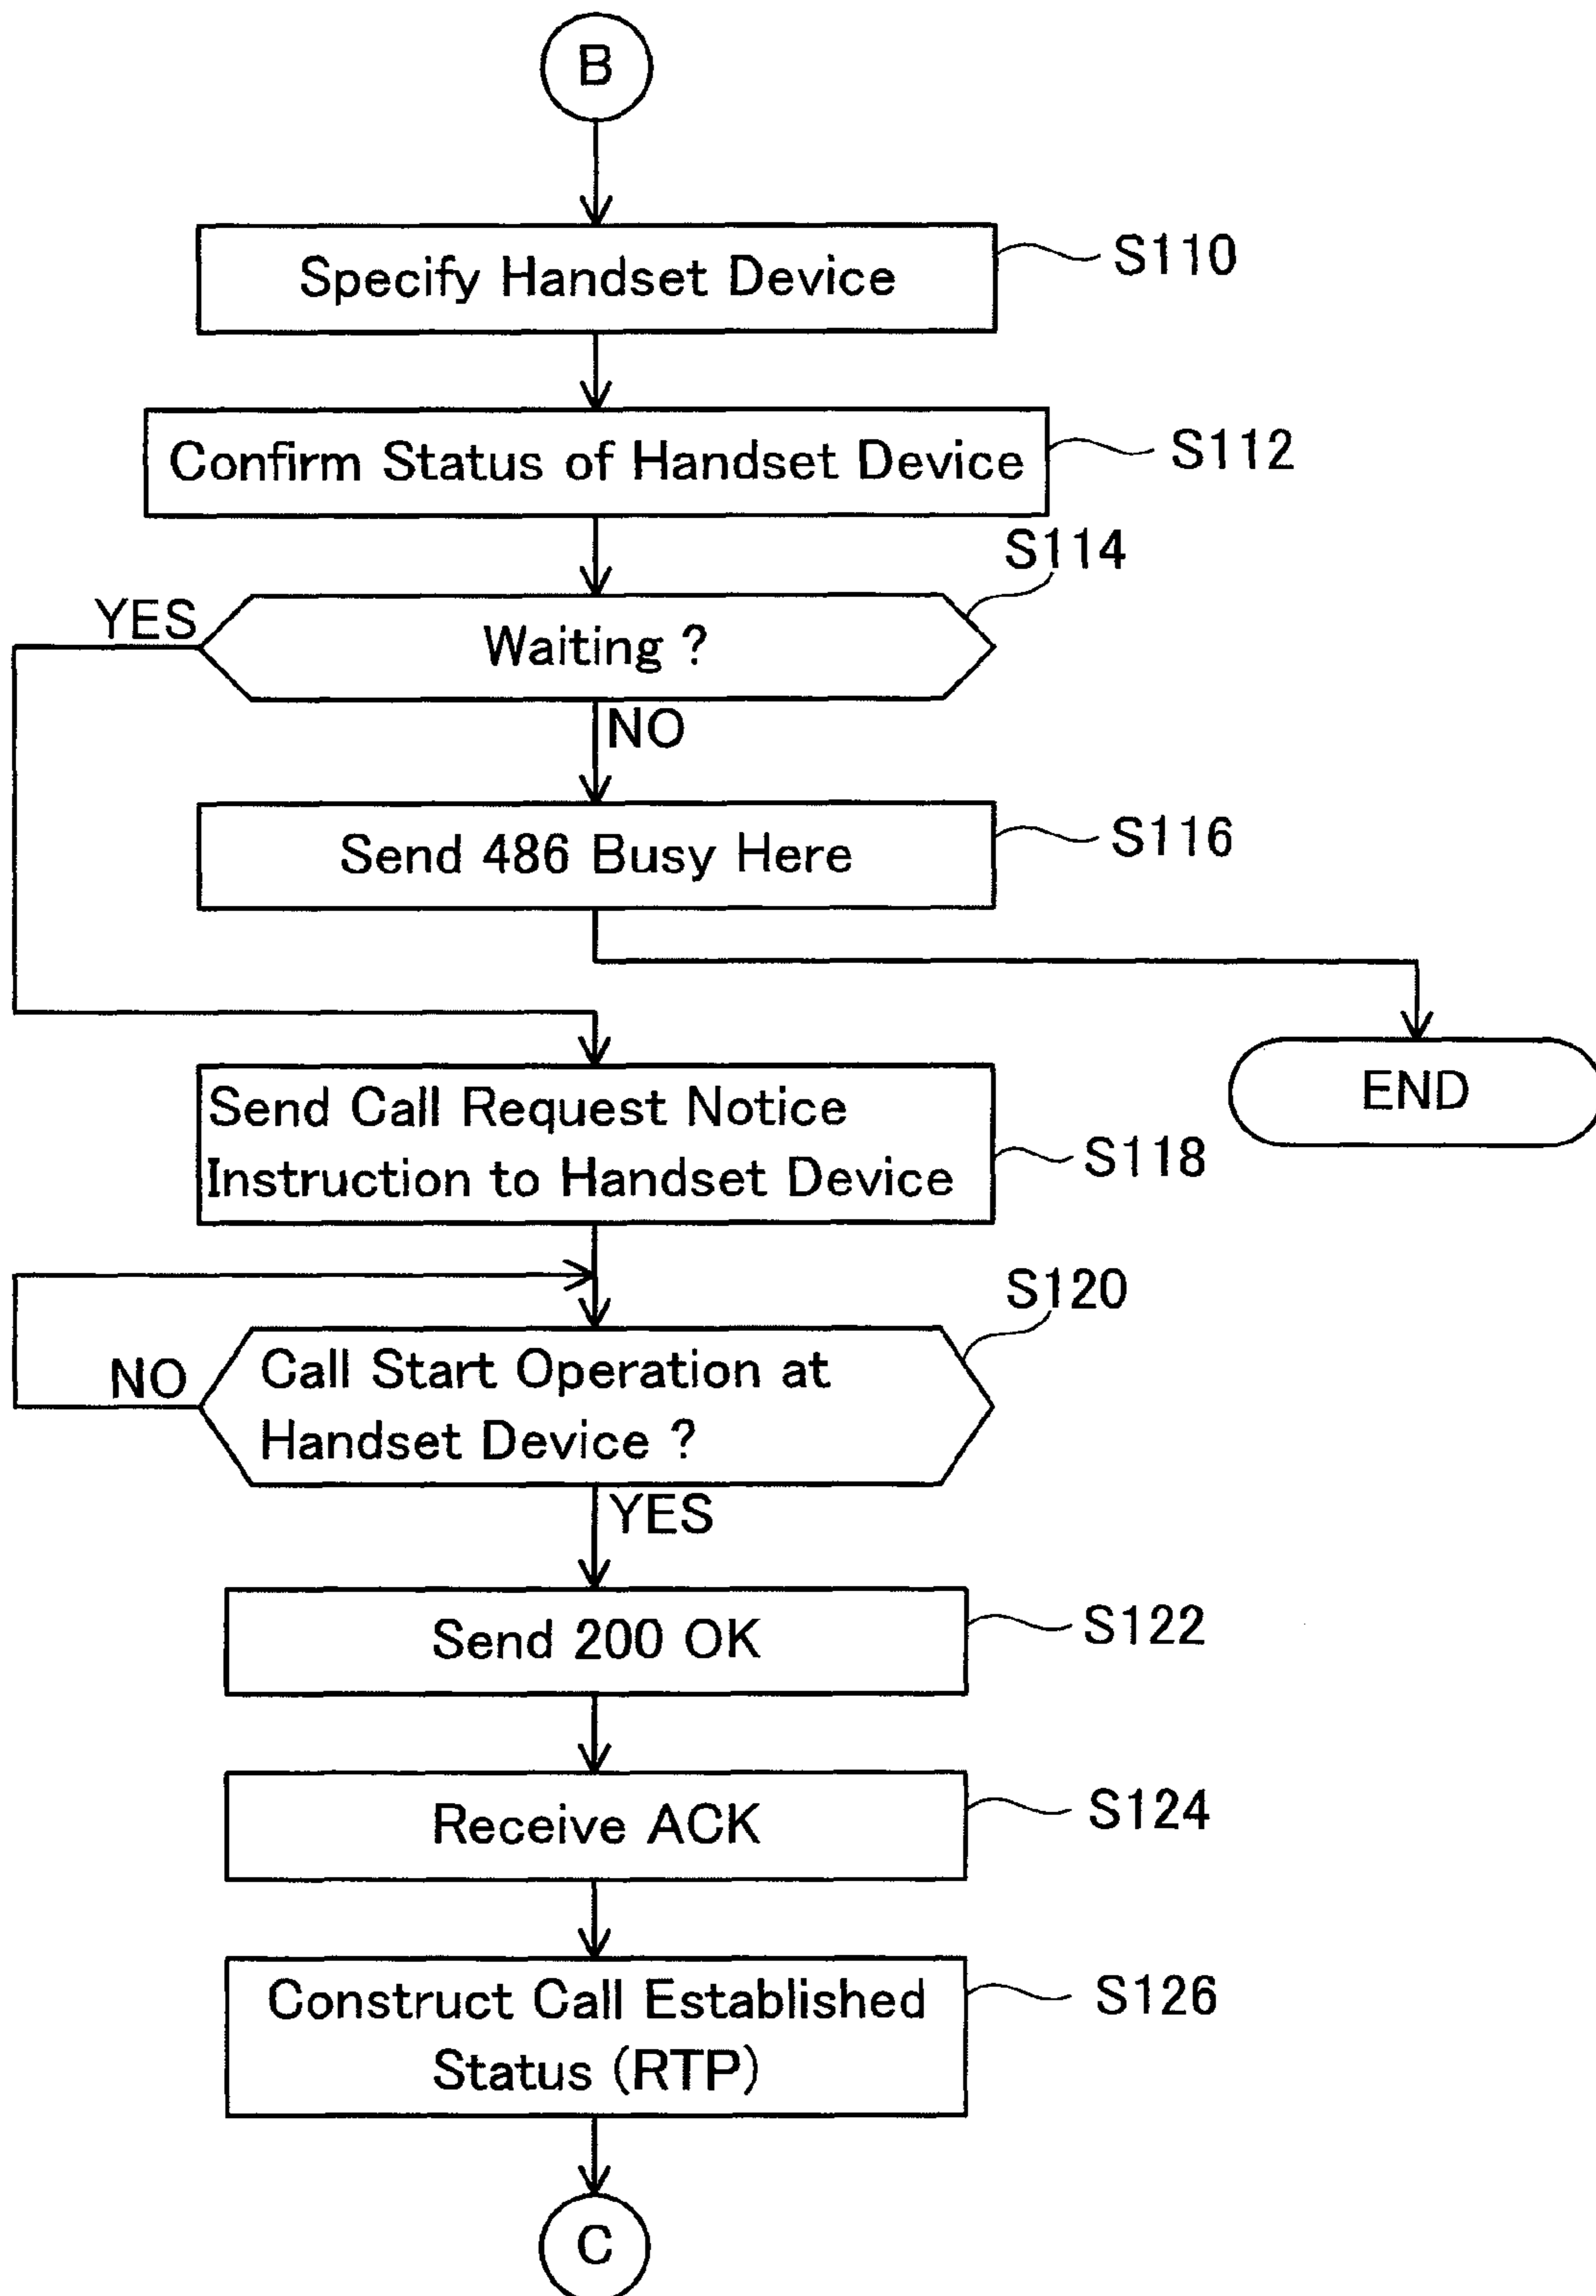 B
Specify Handset Device
S110
Confirm Status of Handset Device
S112
S114
YES
Waiting ?
NO
Send 486 Busy Here
S116
END
Send Call Request Notice
Instruction to Handset Device
S118
S120
NO
Call Start Operation at
Handset Device ?
YES
Send 200 OK
S122
Receive ACK
S124
Construct Call Established
Status (RTP)
S126
C